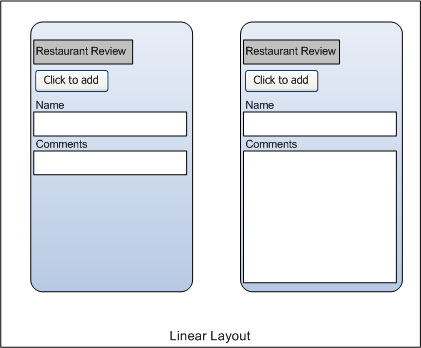 Restaurant Review
Click to add
Name
Comments
Restaurant Review
Click to add
Name
Comments
Linear Layout